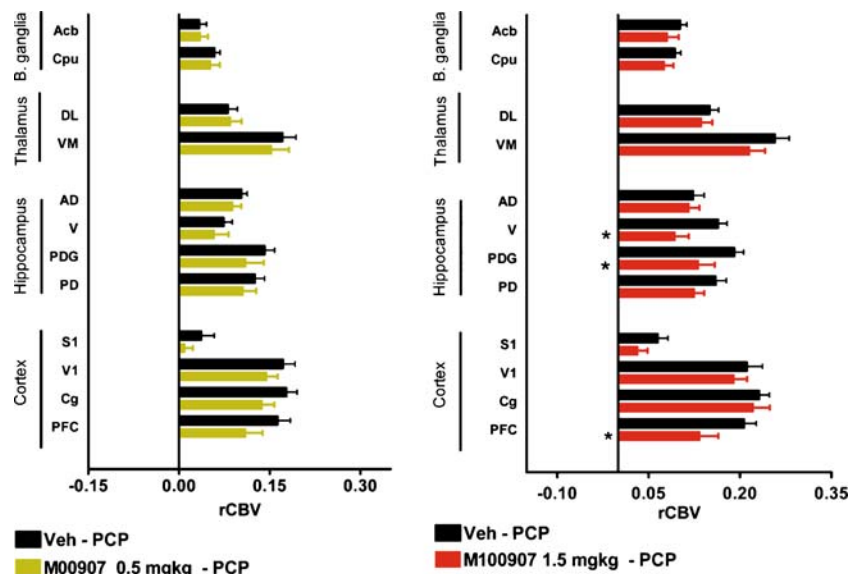 B. ganglia
Acb
Cpu
Thalamus
DL
VM
Hippocampus
AD
V
PDG
PD
Cortex
S1
V1
Cg
PFC
-0.15 0.00 0.15 0.30
rCBV
Veh - PCP
M00907 0.5 mgkg - PCP
B. ganglia
Acb
Cpu
Thalamus
DL
VM
Hippocampus
AD
V
*
PDG
*
PD
Cortex
S1
V1
Cg
PFC
*
-0.10 0.05 0.20 0.35
rCBV
Veh - PCP
M100907 1.5 mgkg - PCP